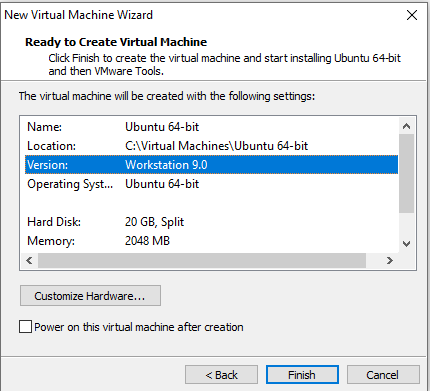 New Virtual Machine Wizard
Ready to Create Virtual Machine
Click Finish to create the virtual machine and start installing Ubuntu 64-bit
and then VMware Tools.
The virtual machine will be created with the following settings:
Name: Ubuntu 64-bit
Location: C:\Virtual Machines\Ubuntu 64-bit
Version: Workstation 9.0
Operating Syst... Ubuntu 64-bit
Hard Disk: 20 GB, Split
Memory: 2048 MB
Customize Hardware...
Power on this virtual machine after creation
< Back Finish Cancel